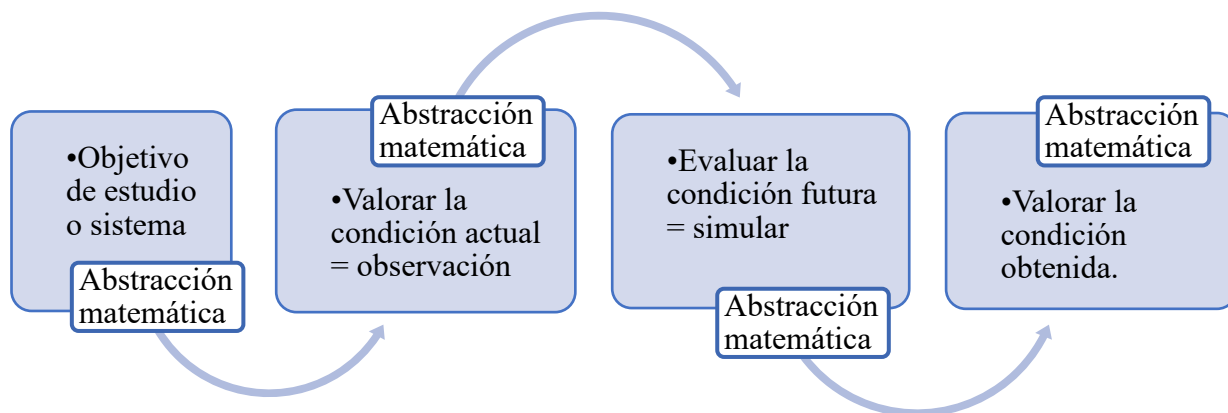 •Objetivo
de estudio
o sistema
Abstracción
matemática
Abstracción
matemática
•Valorar la
condición actual
= observación
•Evaluar la
condición futura
= simular
Abstracción
matemática
Abstracción
matemática
•Valorar la
condición
obtenida.